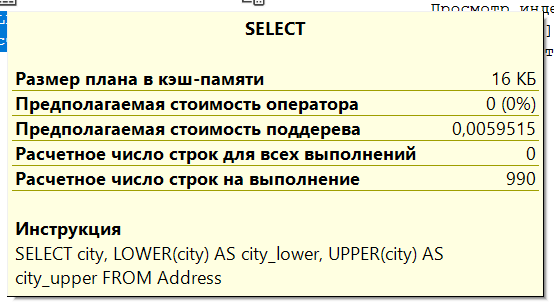 Просмотр инде
SELECT
Размер плана в кэш-памяти 16 КБ
Предполагаемая стоимость оператора 0 (0%)
Предполагаемая стоимость поддерева 0,0059515
Расчетное число строк для всех выполнений 0
Расчетное число строк на выполнение 990
Инструкция
SELECT city, LOWER(city) AS city_lower, UPPER(city) AS
city_upper FROM Address